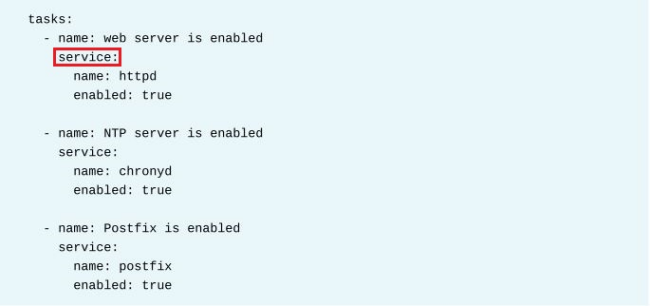 tasks:
  - name: web server is enabled
    service:
      name: httpd
      enabled: true

  - name: NTP server is enabled
    service:
      name: chronyd
      enabled: true

  - name: Postfix is enabled
    service:
      name: postfix
      enabled: true